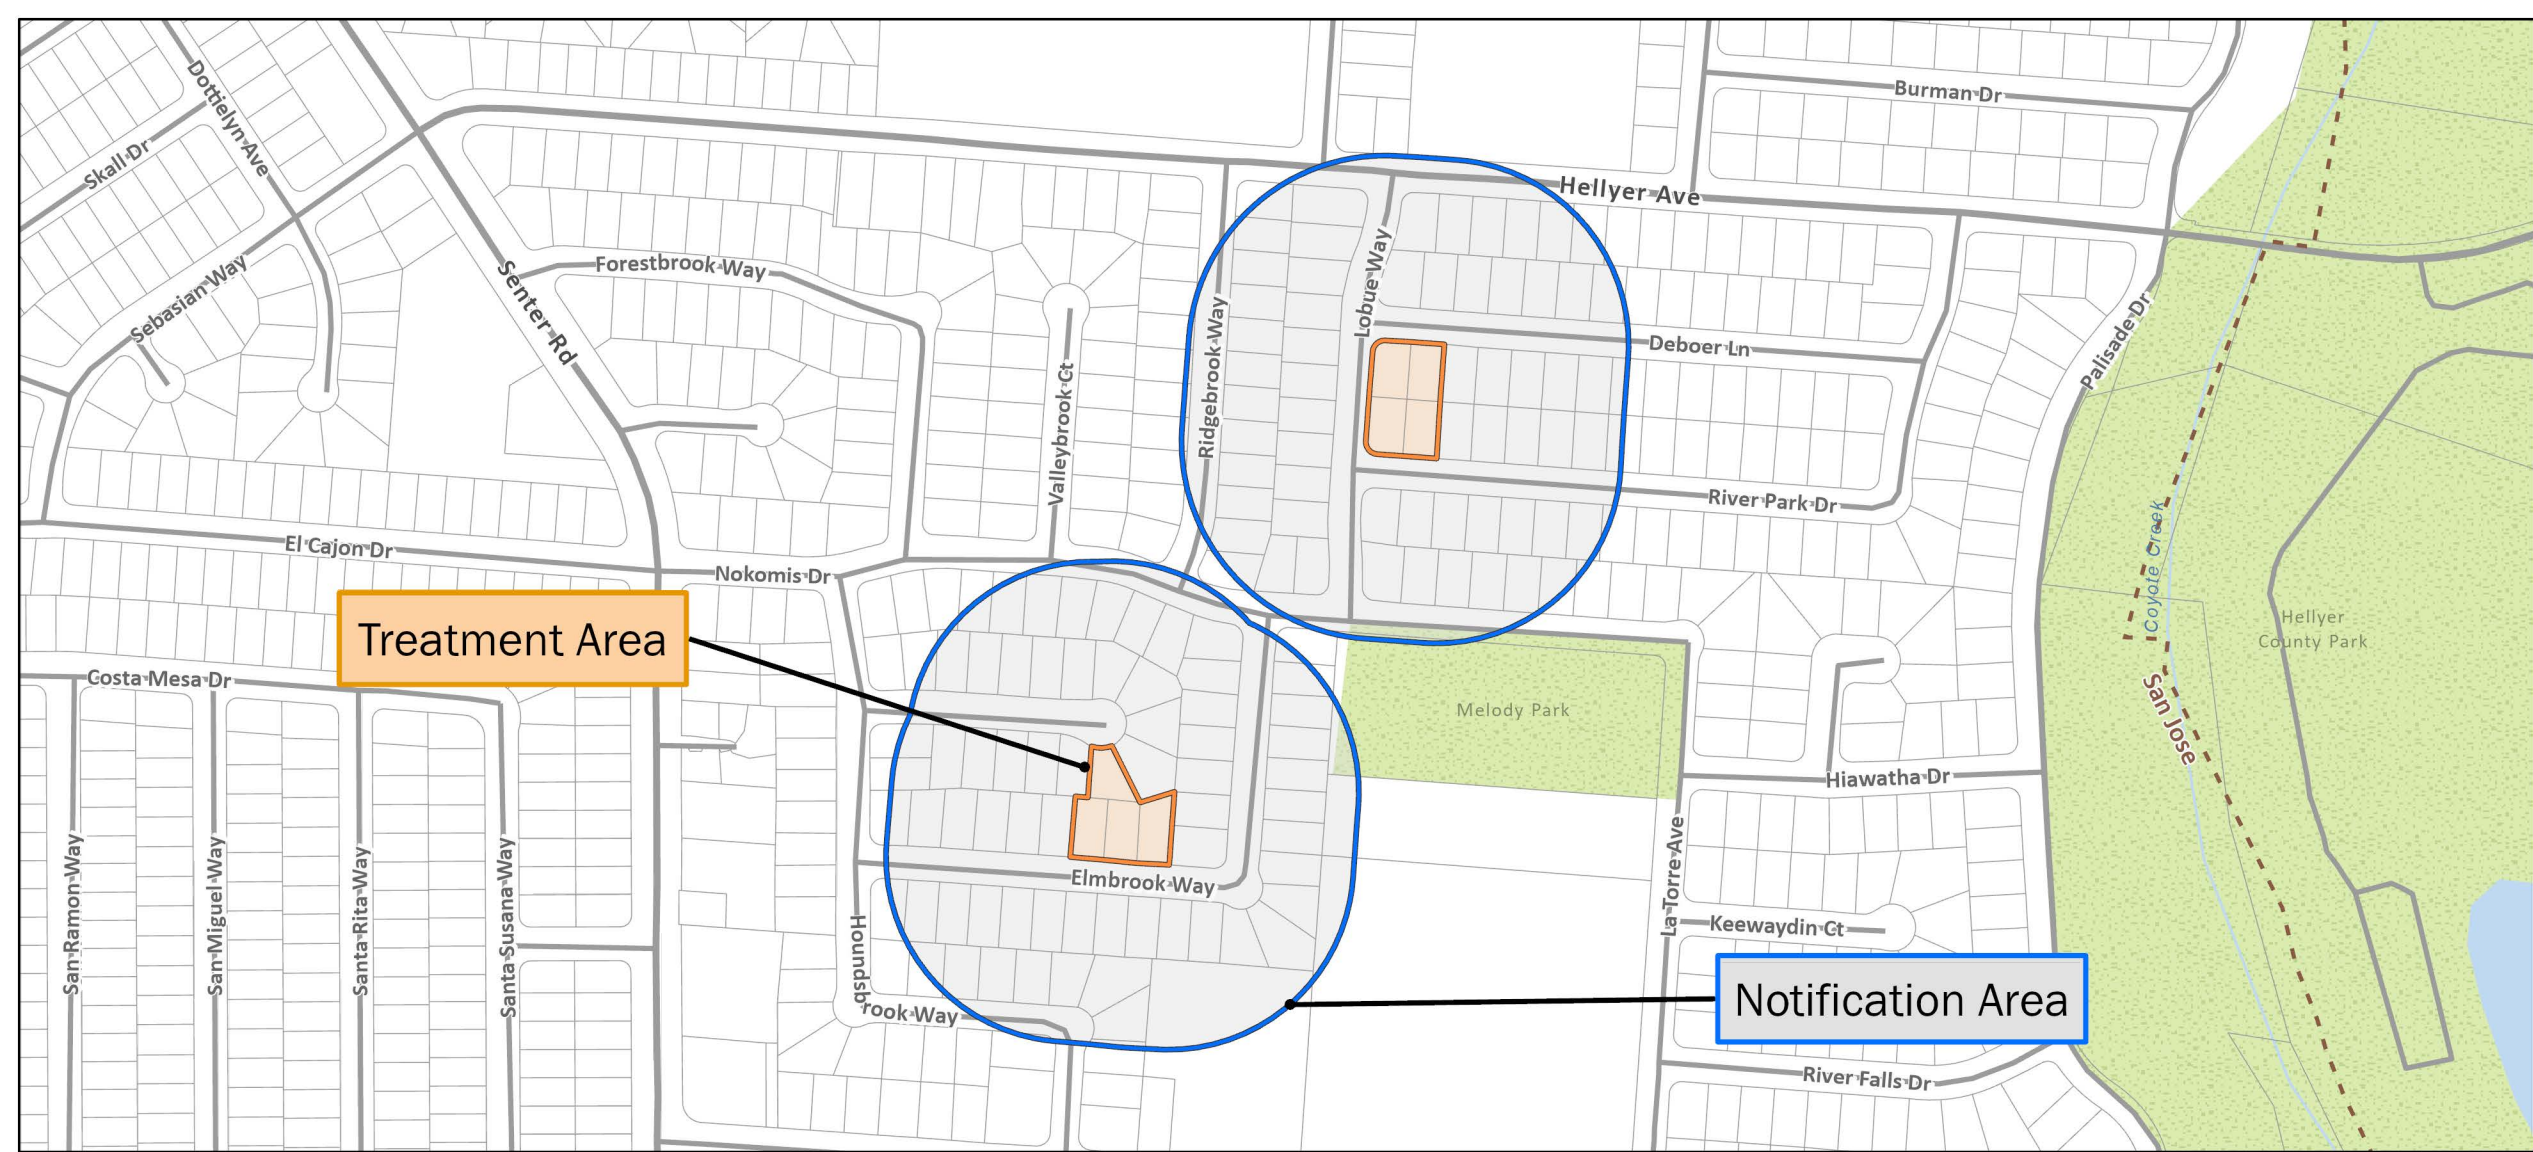 Dottielyn Ave
Skall Dr
Burman Dr
Hellyer Ave
Sebasian Way
Senter Rd
Forestbrook Way
Lobue Way
Ridgebrook Way
Deboer Ln
Palisade Dr
Valleybrook Ct
River Park Dr
El Cajon Dr
Nokomis Dr
Coyote Creek
Treatment Area
Hellyer
County Park
Costa Mesa Dr
Melody Park
San Jose
Hiawatha Dr
San Ramon Way
San Miguel Way
Santa Rita Way
Santa Susana Way
Elmbrook Way
La Torre Ave
Keewaydin Ct
Houndsbrook Way
Notification Area
River Falls Dr